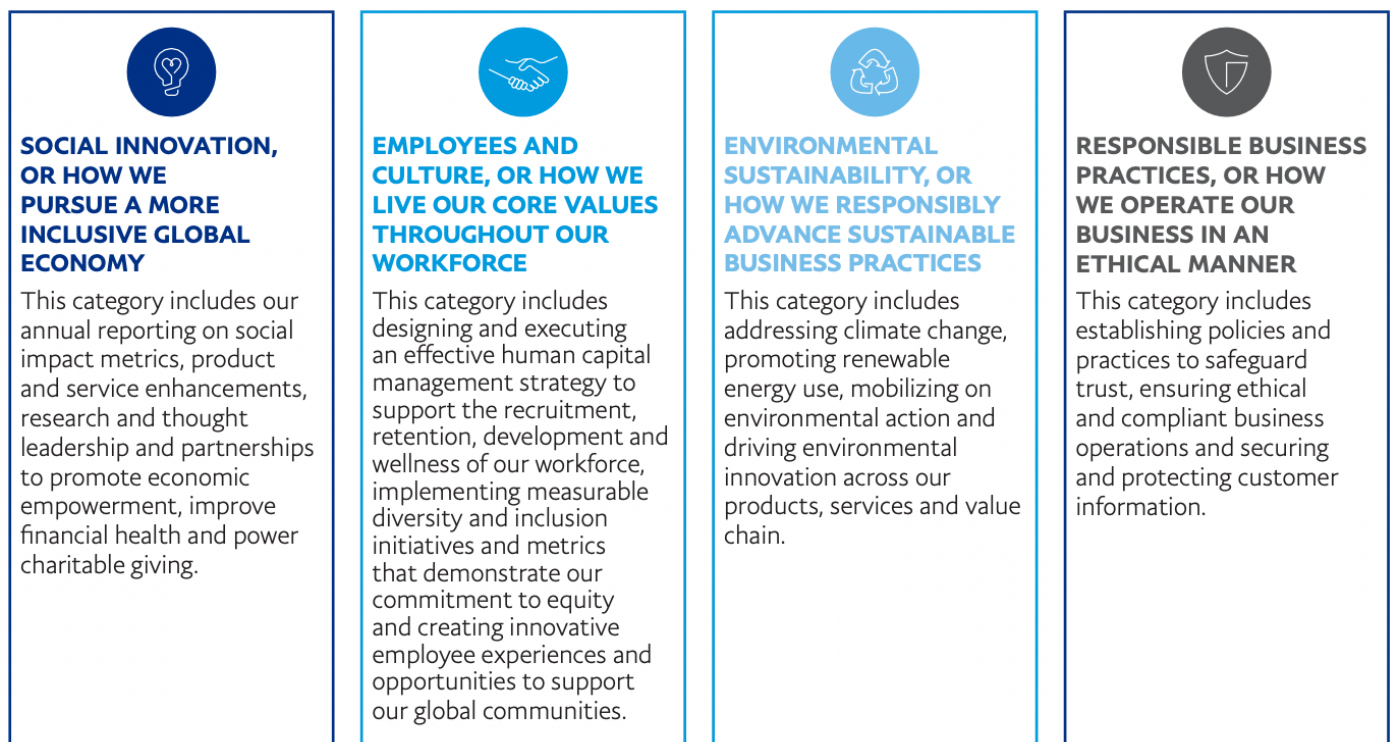 SOCIAL INNOVATION,
OR HOW WE
PURSUE A MORE
INCLUSIVE GLOBAL
ECONOMY
This category includes our
annual reporting on social
impact metrics, product
and service enhancements,
research and thought
leadership and partnerships
to promote economic
empowerment, improve
financial health and power
charitable giving.
EMPLOYEES AND
CULTURE, OR HOW WE
LIVE OUR CORE VALUES
THROUGHOUT OUR
WORKFORCE
This category includes
designing and executing
an effective human capital
management strategy to
support the recruitment,
retention, development and
wellness of our workforce,
implementing measurable
diversity and inclusion
initiatives and metrics
that demonstrate our
commitment to equity
and creating innovative
employee experiences and
opportunities to support
our global communities.
ENVIRONMENTAL
SUSTAINABILITY, OR
HOW WE RESPONSIBLY
ADVANCE SUSTAINABLE
BUSINESS PRACTICES
This category includes
addressing climate change,
promoting renewable
energy use, mobilizing on
environmental action and
driving environmental
innovation across our
products, services and value
chain.
RESPONSIBLE BUSINESS
PRACTICES, OR HOW
WE OPERATE OUR
BUSINESS IN AN
ETHICAL MANNER
This category includes
establishing policies and
practices to safeguard
trust, ensuring ethical
and compliant business
operations and securing
and protecting customer
information.